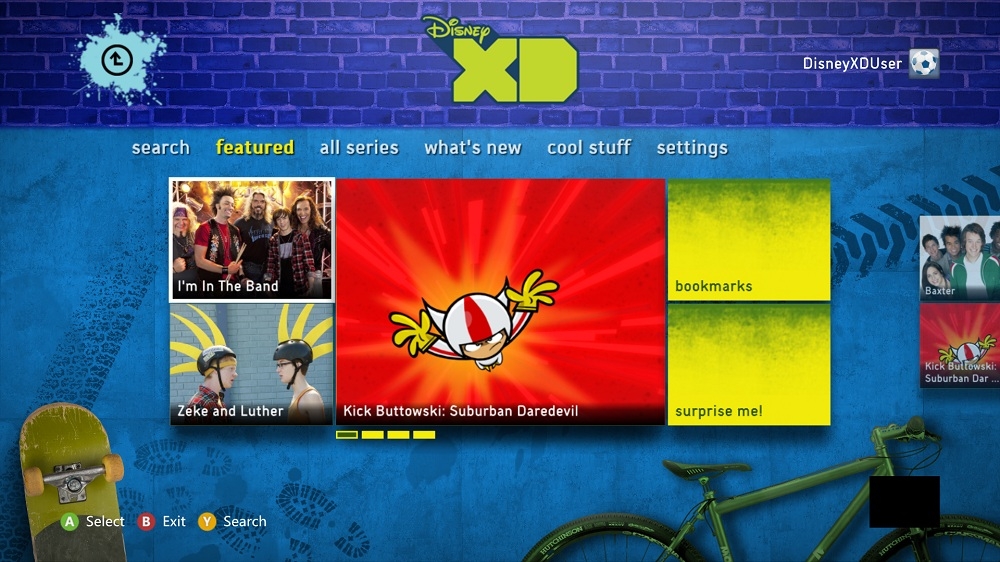 Disney
XD
DisneyXDUser
search featured all series what's new cool stuff settings
I'm In The Band
Zeke and Luther
Kick Buttowski: Suburban Daredevil
bookmarks
surprise me!
Baxter
Kick Buttowski:
Suburban Dar ...
A Select B Exit Y Search
HUTCHINSON